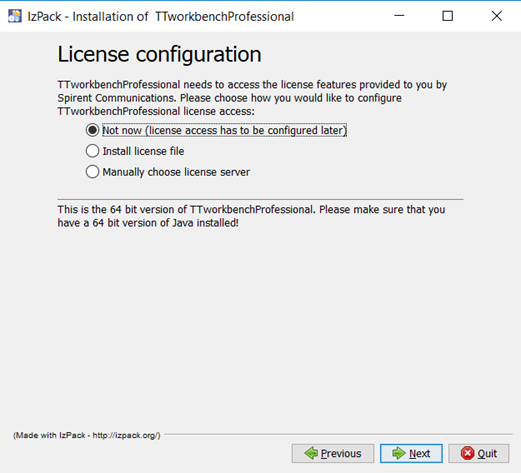 IzPack - Installation of TTworkbenchProfessional
License configuration
TTworkbenchProfessional needs to access the license features provided to you by
Spirent Communications. Please choose how you would like to configure
TTworkbenchProfessional license access:
Not now (license access has to be configured later)
Install license file
Manually choose license server
This is the 64 bit version of TTworkbenchProfessional. Please make sure that you
have a 64 bit version of Java installed!
(Made with IzPack - http://izpack.org/)
Previous Next Quit